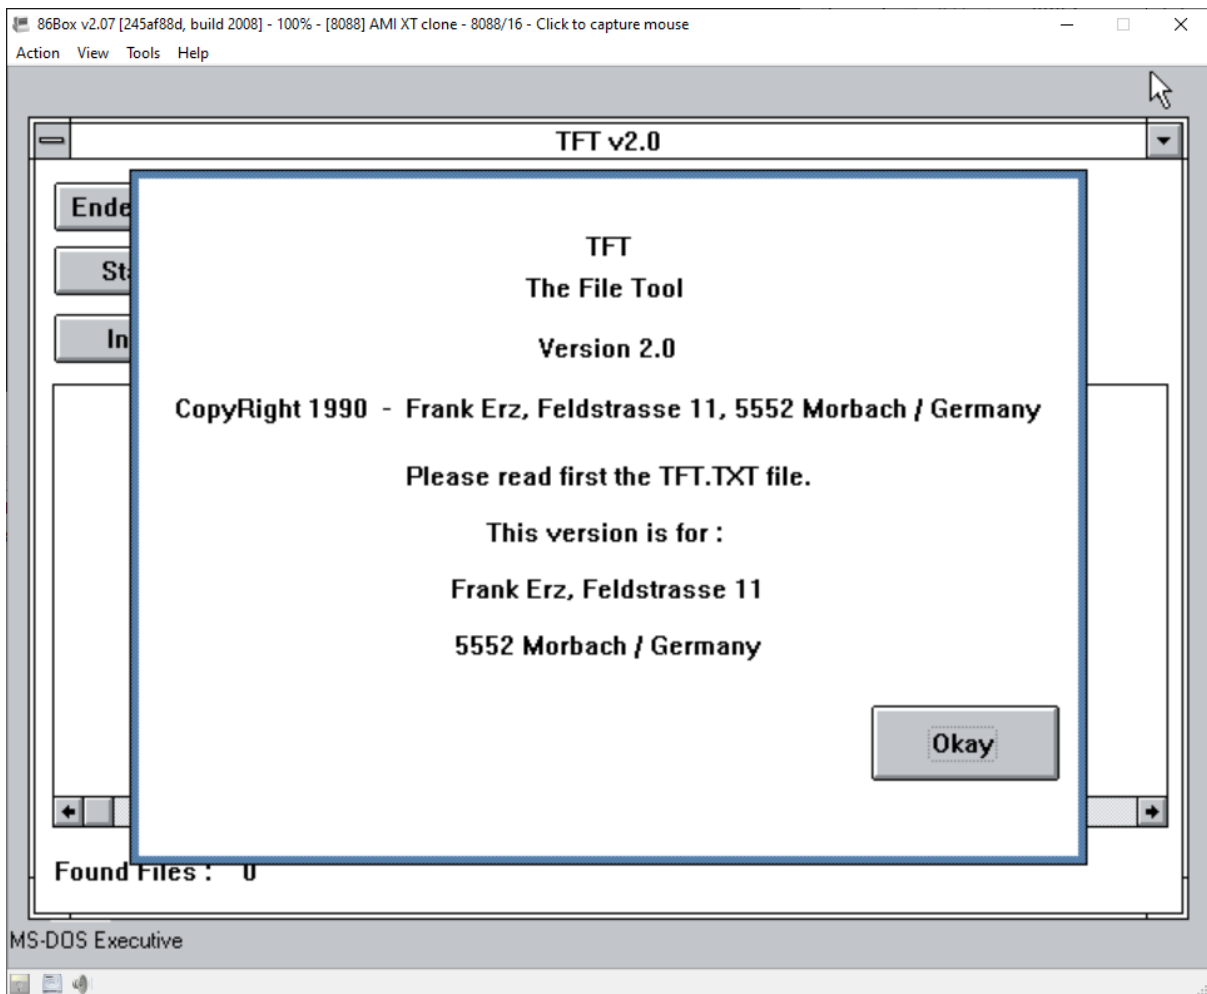 86Box v2.07 [245af88d, build 2008] - 100% - [8088] AMI XT clone - 8088/16 - Click to capture mouse
Action View Tools Help
TFT v2.0
Ende
Sta
In
TFT
The File Tool
Version 2.0
CopyRight 1990 - Frank Erz, Feldstrasse 11, 5552 Morbach / Germany
Please read first the TFT.TXT file.
This version is for :
Frank Erz, Feldstrasse 11
5552 Morbach / Germany
Okay
Found Files : 0
MS-DOS Executive